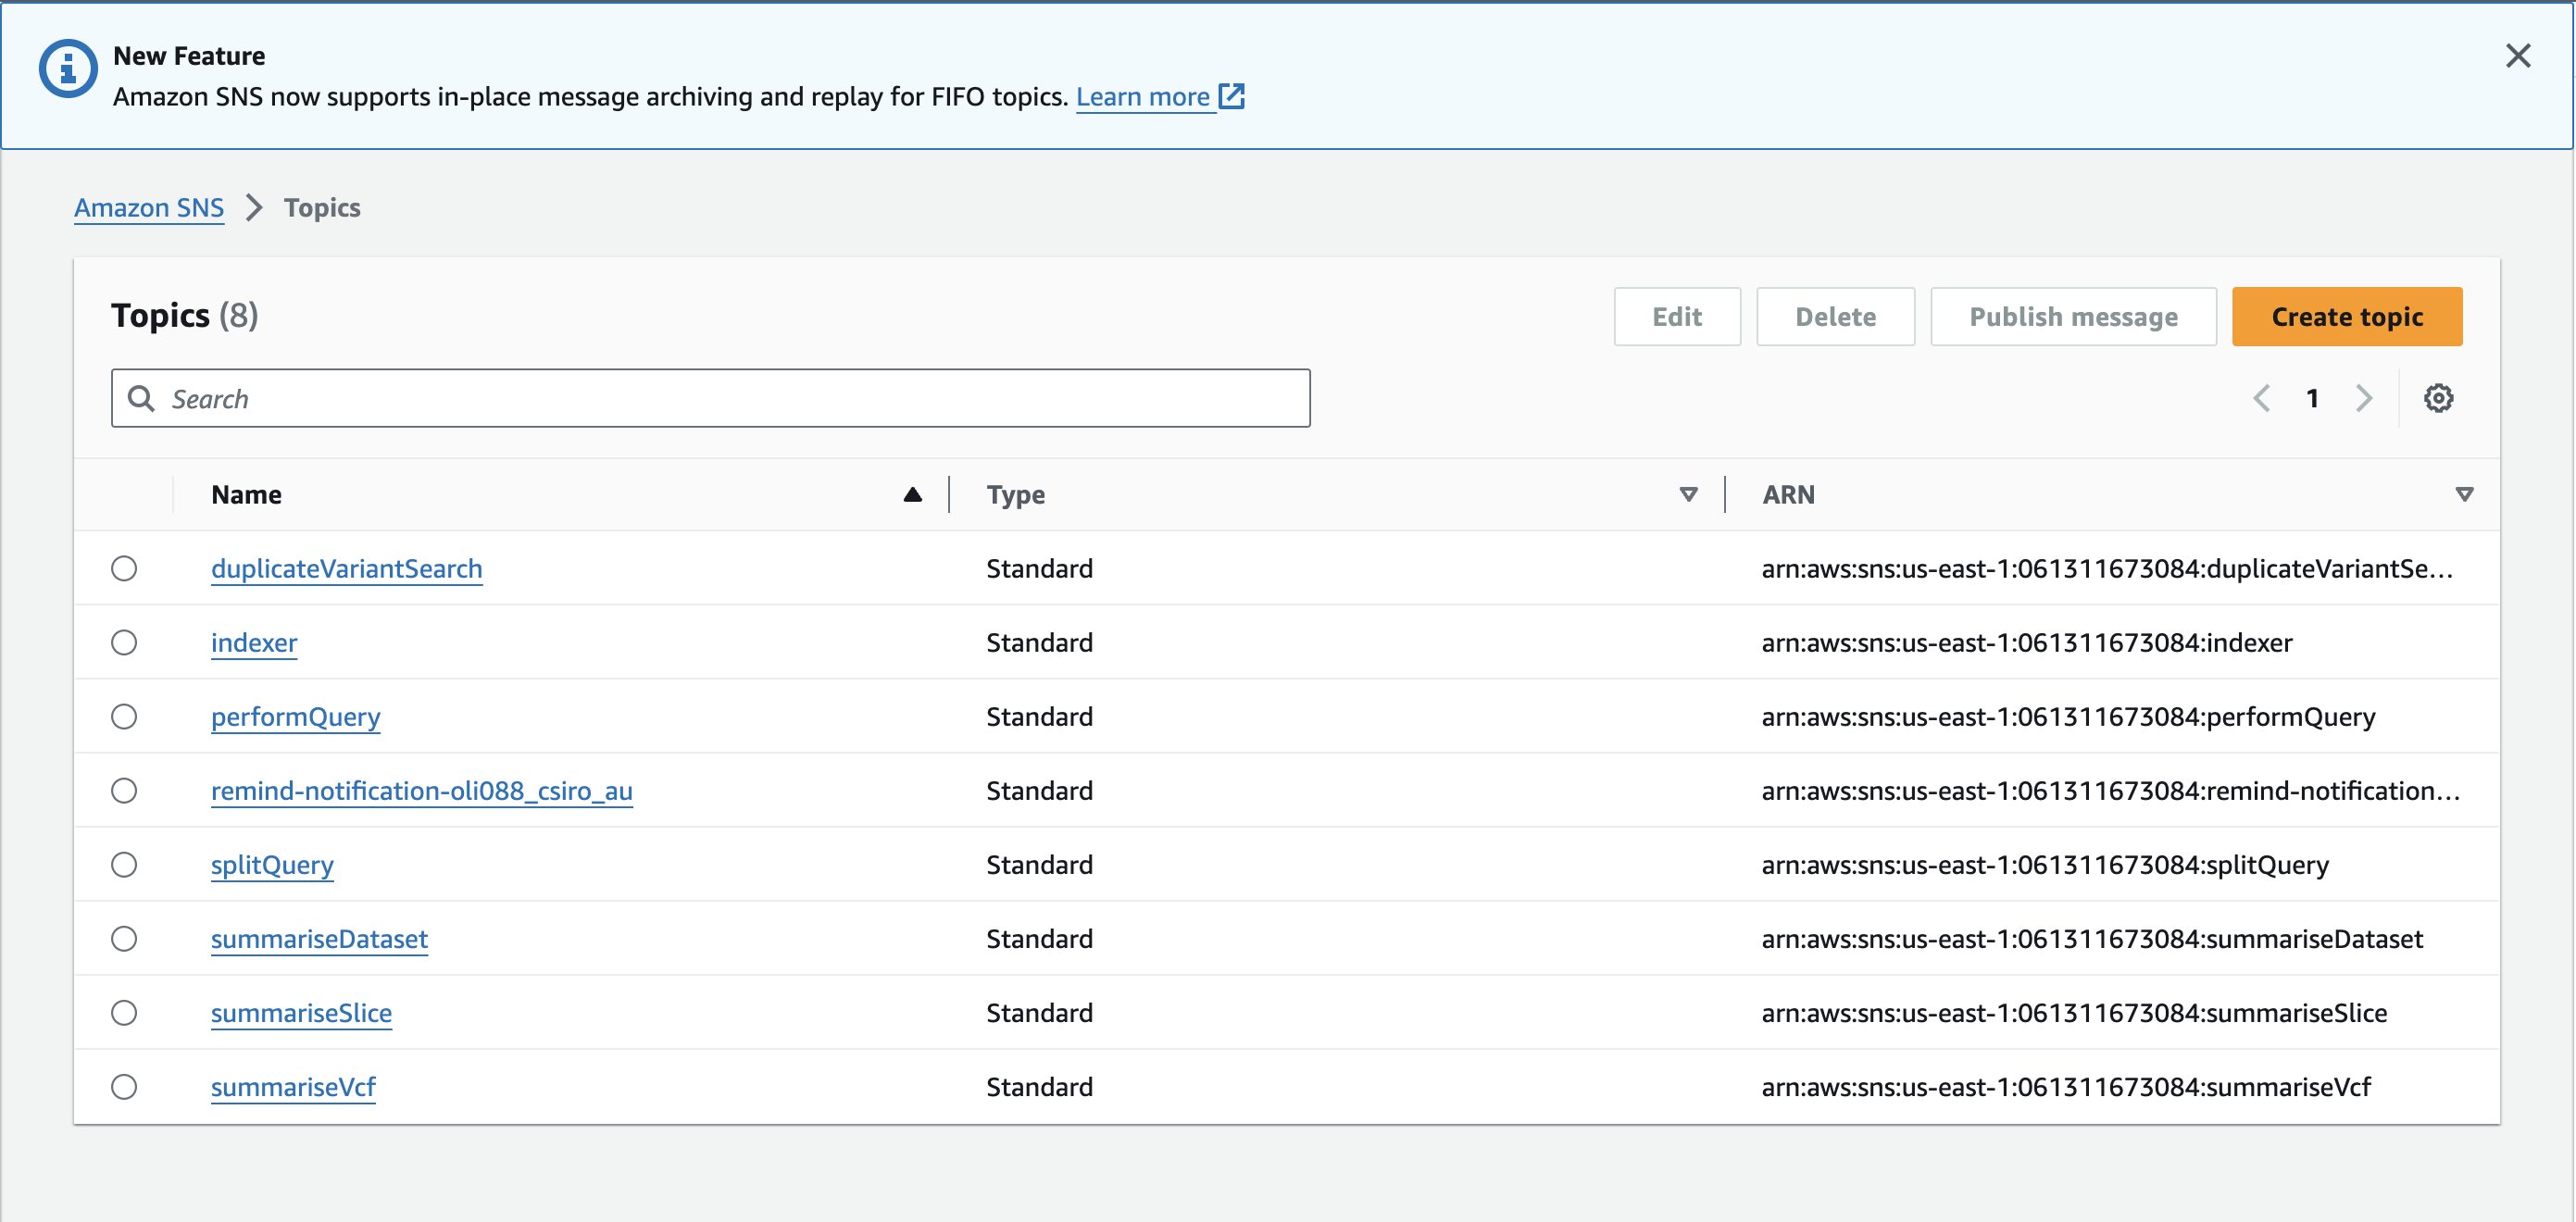 New Feature
Amazon SNS now supports in-place message archiving and replay for FIFO topics. Learn more
Amazon SNS > Topics
Topics (8)
Edit Delete Publish message Create topic
Search
1
Name Type ARN
duplicateVariantSearch Standard arn:aws:sns:us-east-1:061311673084:duplicateVariantSe...
indexer Standard arn:aws:sns:us-east-1:061311673084:indexer
performQuery Standard arn:aws:sns:us-east-1:061311673084:performQuery
remind-notification-oli088_csiro_au Standard arn:aws:sns:us-east-1:061311673084:remind-notification...
splitQuery Standard arn:aws:sns:us-east-1:061311673084:splitQuery
summariseDataset Standard arn:aws:sns:us-east-1:061311673084:summariseDataset
summariseSlice Standard arn:aws:sns:us-east-1:061311673084:summariseSlice
summariseVcf Standard arn:aws:sns:us-east-1:061311673084:summariseVcf